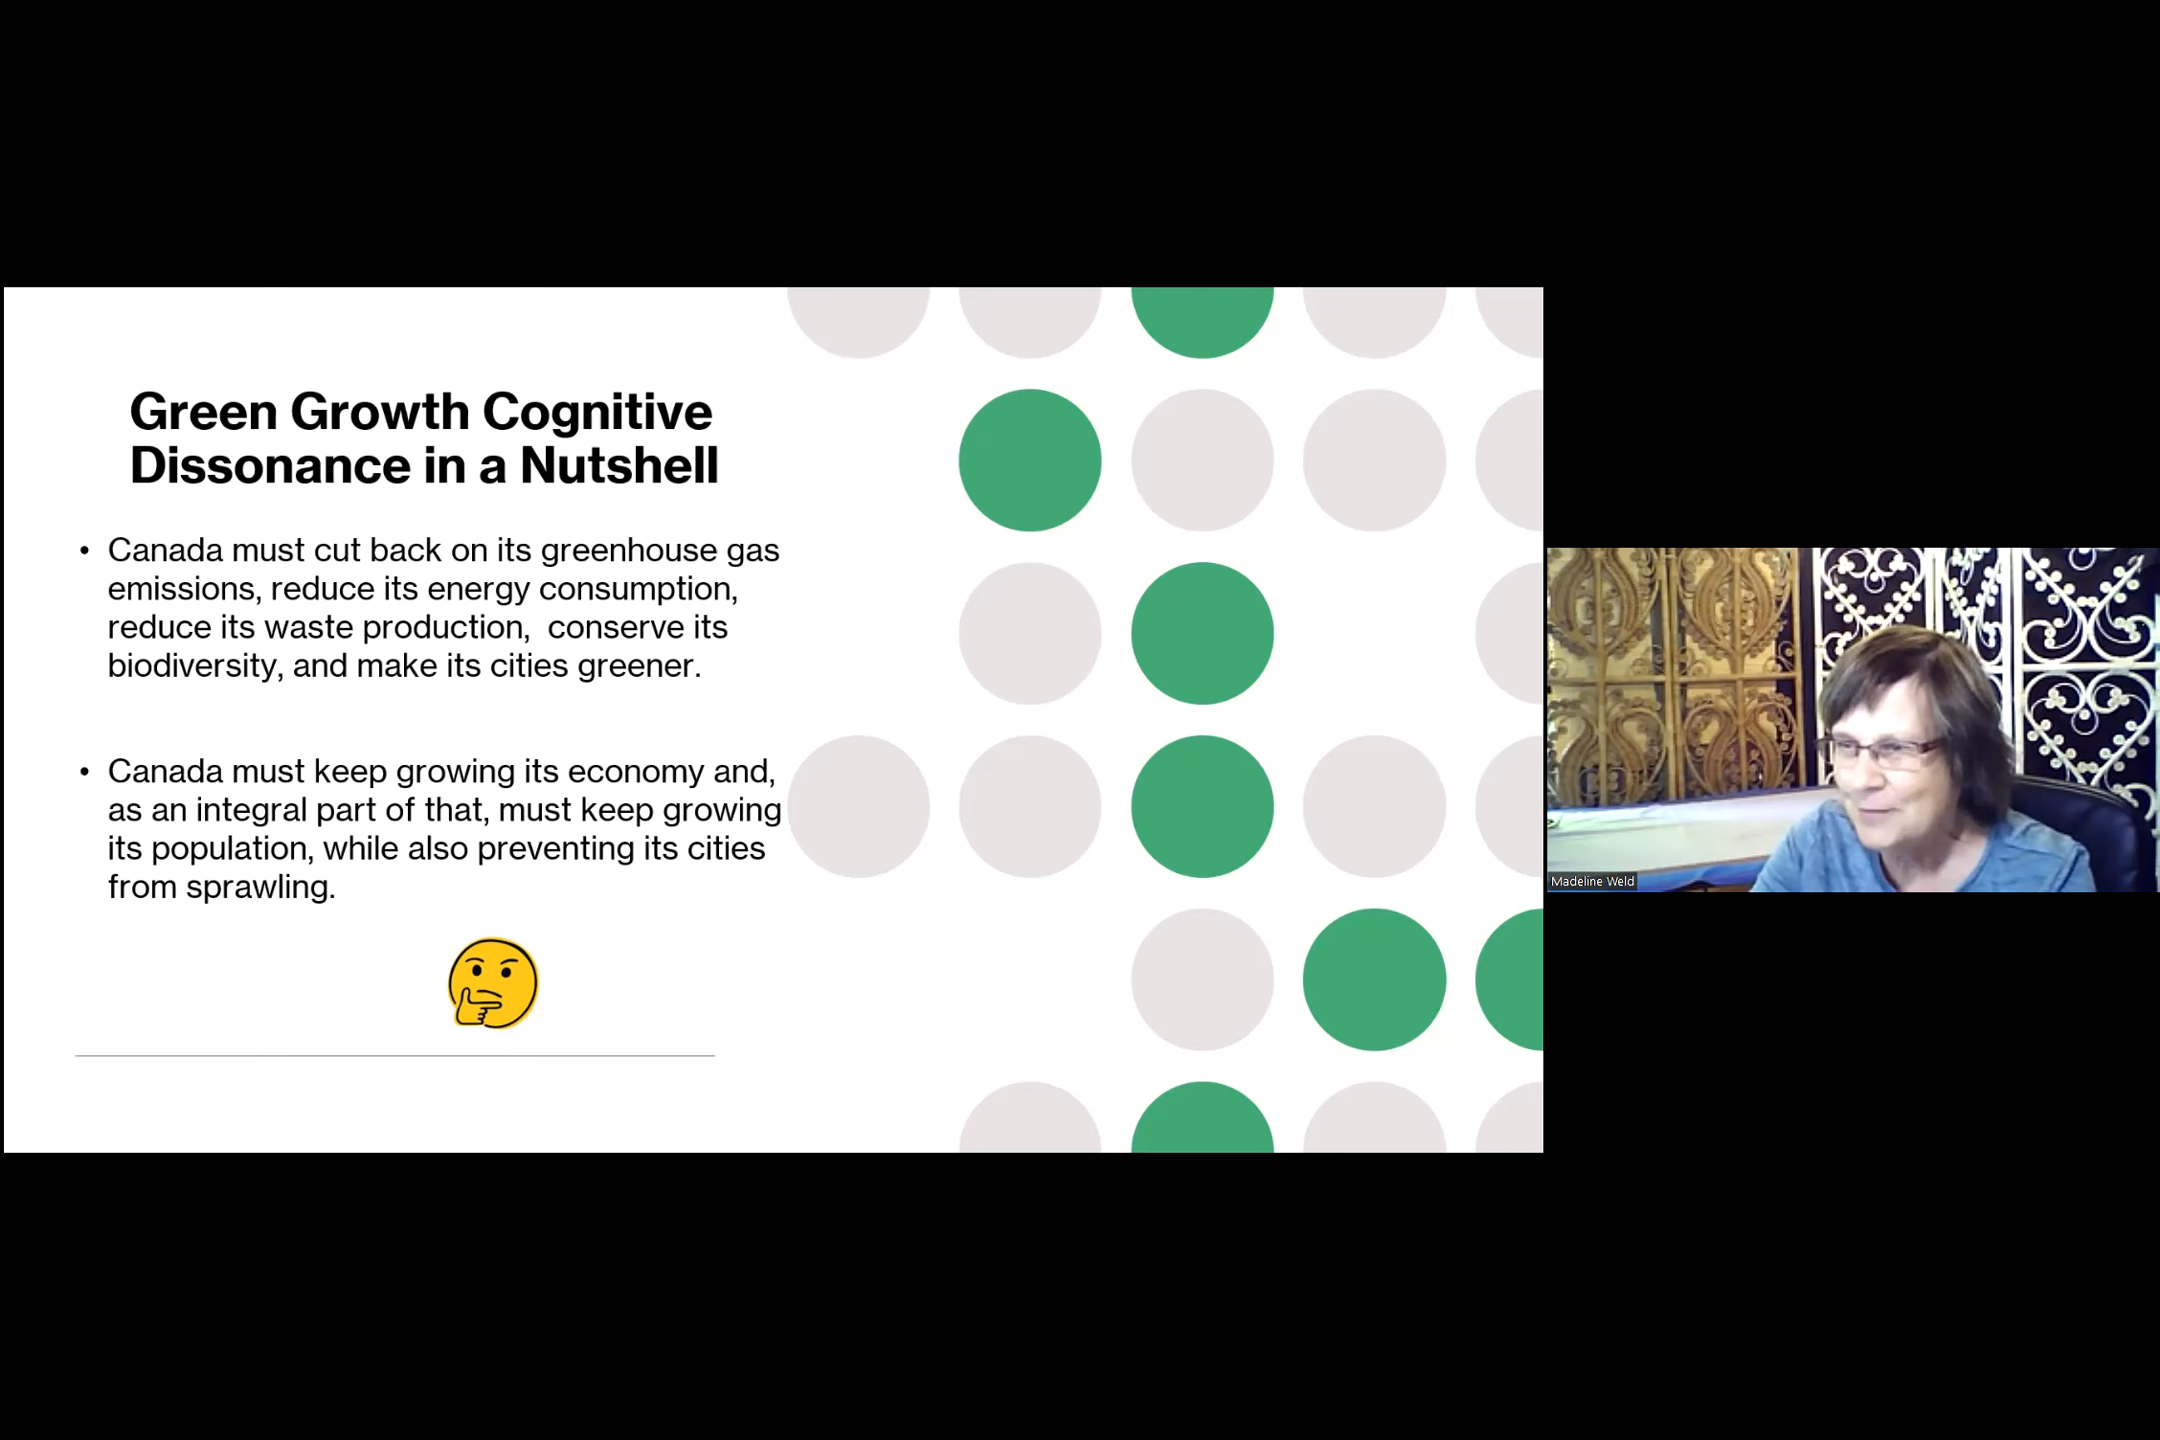 Green Growth Cognitive
Dissonance in a Nutshell
• Canada must cut back on its greenhouse gas
emissions, reduce its energy consumption,
reduce its waste production,  conserve its
biodiversity, and make its cities greener.
• Canada must keep growing its economy and,
as an integral part of that, must keep growing
its population, while also preventing its cities
from sprawling.
Madeline Weld